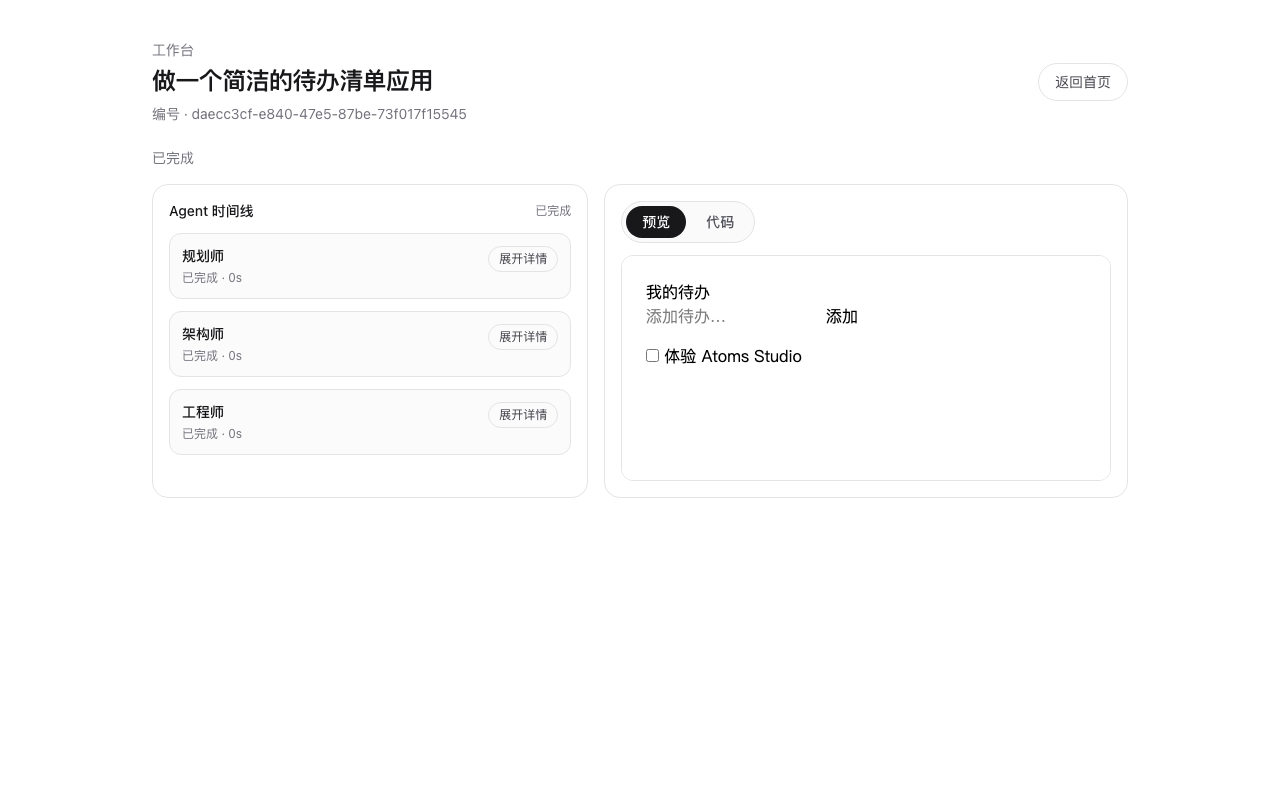 工作台
做一个简洁的待办清单应用
编号 · daecc3cf-e840-47e5-87be-73f017f15545
返回首页
已完成
Agent 时间线
已完成
规划师
已完成 · 0s
展开详情
架构师
已完成 · 0s
展开详情
工程师
已完成 · 0s
展开详情
预览
代码
我的待办
添加待办...
添加
体验 Atoms Studio